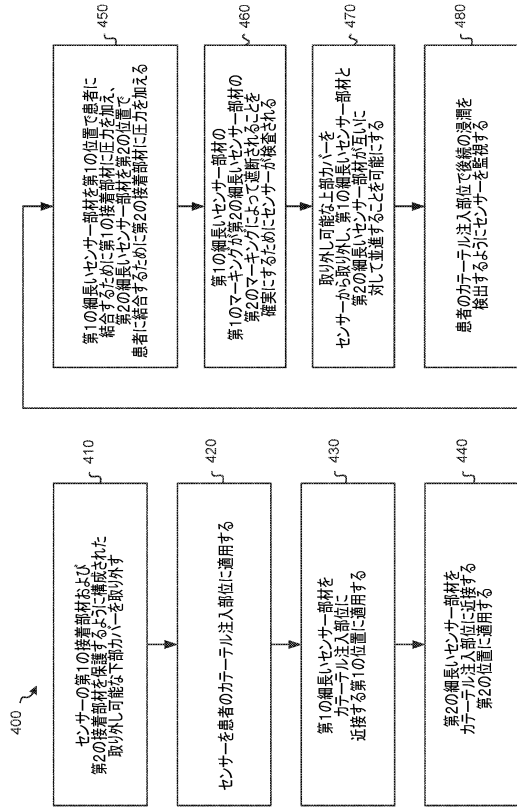 400
410
センサーの第1の接着部材および
第2の接着部材を保護するように構成された
取り外し可能な下部カバーを取り外す
420
センサーを患者のカテーテル注入部位に適用する
430
第1の細長いセンサー部材を
カテーテル注入部位に
近接する第1の位置に適用する
440
第2の細長いセンサー部材を
カテーテル注入部位に近接する
第2の位置に適用する
450
第1の細長いセンサー部材を第1の位置で患者に
結合するために第1の接着部材に圧力を加え、
第2の細長いセンサー部材を第2の位置で
患者に結合するために第2の接着部材に圧力を加える
460
第1の細長いセンサー部材の
第1のマーキングが第2の細長いセンサー部材の
第2のマーキングによって遮断されることを
確実にするためにセンサーが検査される
470
取り外し可能な上部カバーを
センサーから取り外し、第1の細長いセンサー部材と
第2の細長いセンサー部材が互いに
対して並進することを可能にする
480
患者のカテーテル注入部位で後続の浸潤を
検出するようにセンサーを監視する